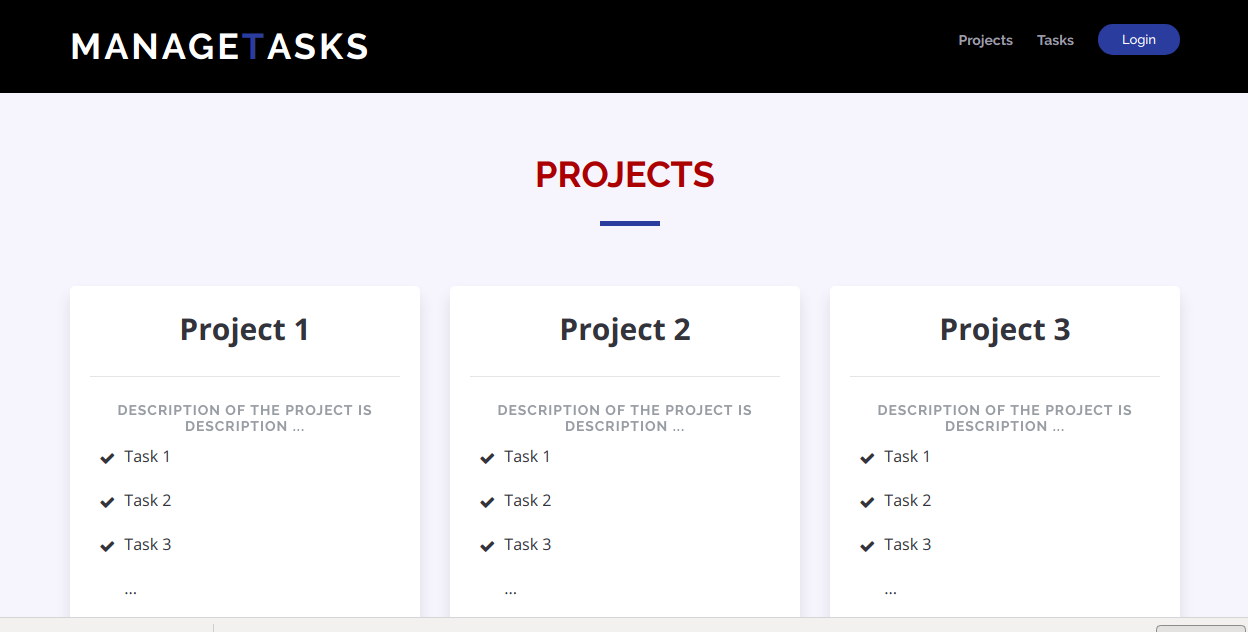 MANAGETASKS
Projects Tasks Login
PROJECTS
Project 1
DESCRIPTION OF THE PROJECT IS
DESCRIPTION ...
Task 1
Task 2
Task 3
...
Project 2
DESCRIPTION OF THE PROJECT IS
DESCRIPTION ...
Task 1
Task 2
Task 3
...
Project 3
DESCRIPTION OF THE PROJECT IS
DESCRIPTION ...
Task 1
Task 2
Task 3
...